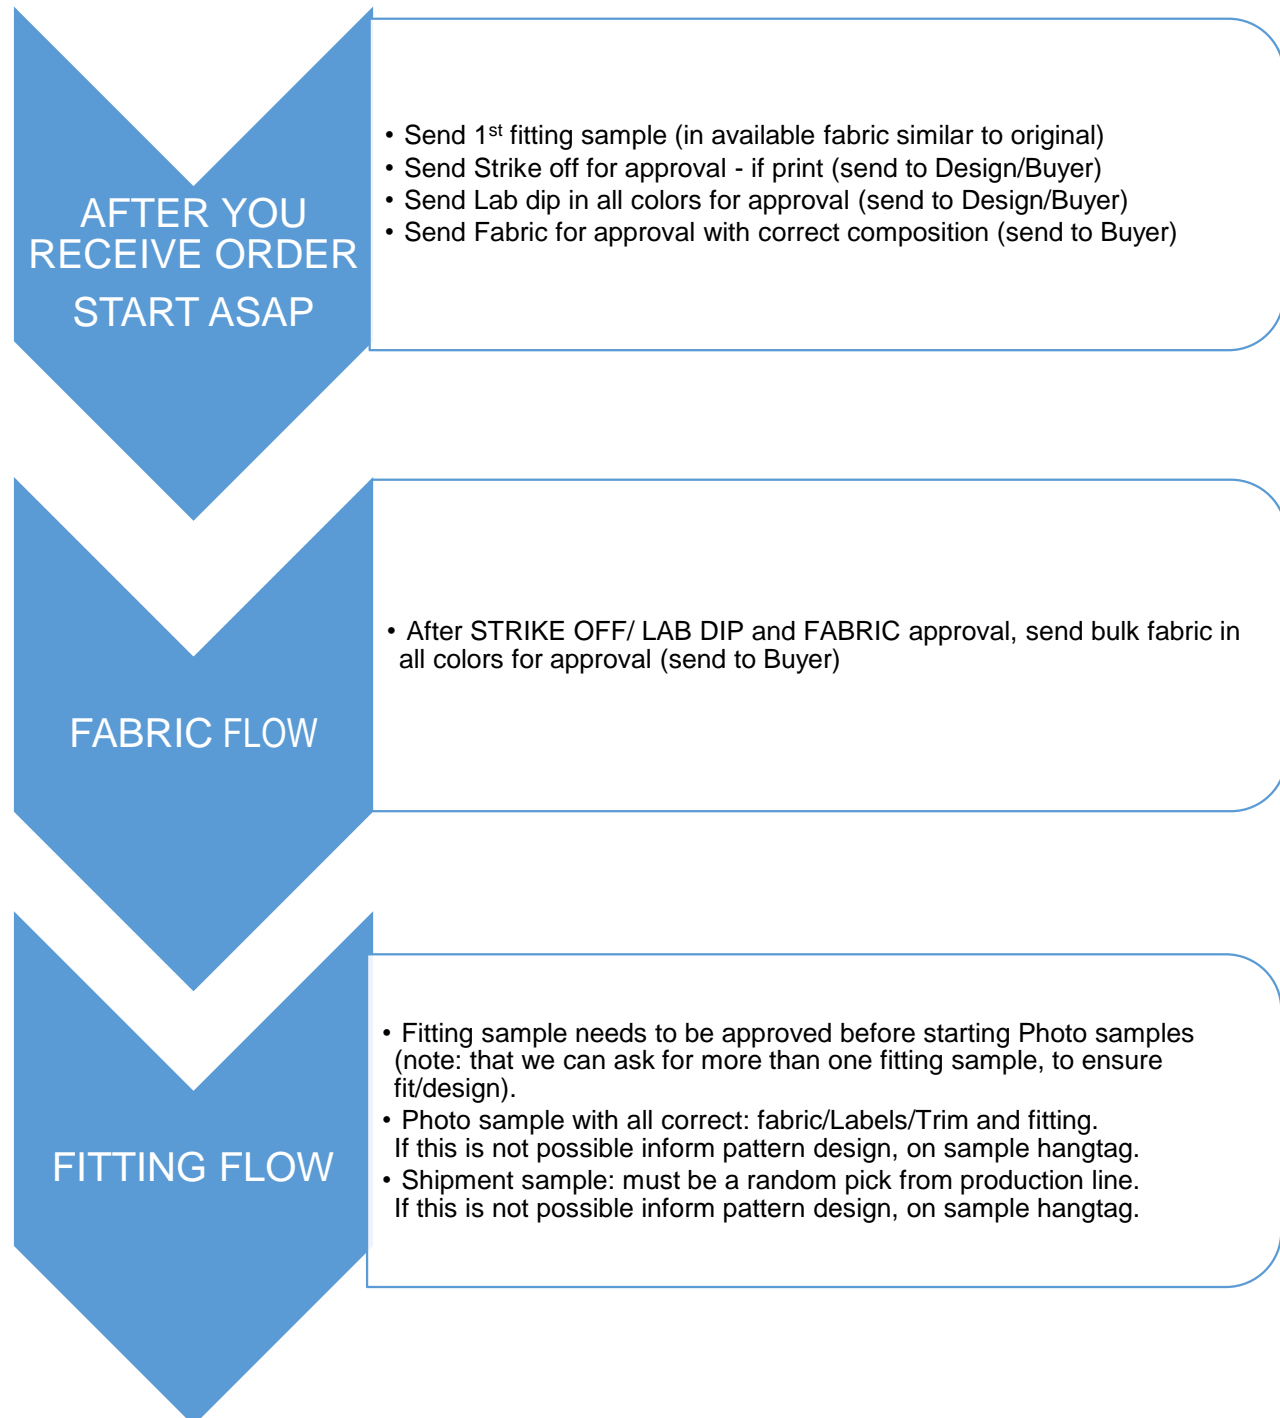 AFTER YOU
RECEIVE ORDER
START ASAP
• Send 1st fitting sample (in available fabric similar to original)
• Send Strike off for approval - if print (send to Design/Buyer)
• Send Lab dip in all colors for approval (send to Design/Buyer)
• Send Fabric for approval with correct composition (send to Buyer)
FABRIC FLOW
• After STRIKE OFF/ LAB DIP and FABRIC approval, send bulk fabric in
all colors for approval (send to Buyer)
FITTING FLOW
• Fitting sample needs to be approved before starting Photo samples
(note: that we can ask for more than one fitting sample, to ensure
fit/design).
• Photo sample with all correct: fabric/Labels/Trim and fitting.
If this is not possible inform pattern design, on sample hangtag.
• Shipment sample: must be a random pick from production line.
If this is not possible inform pattern design, on sample hangtag.